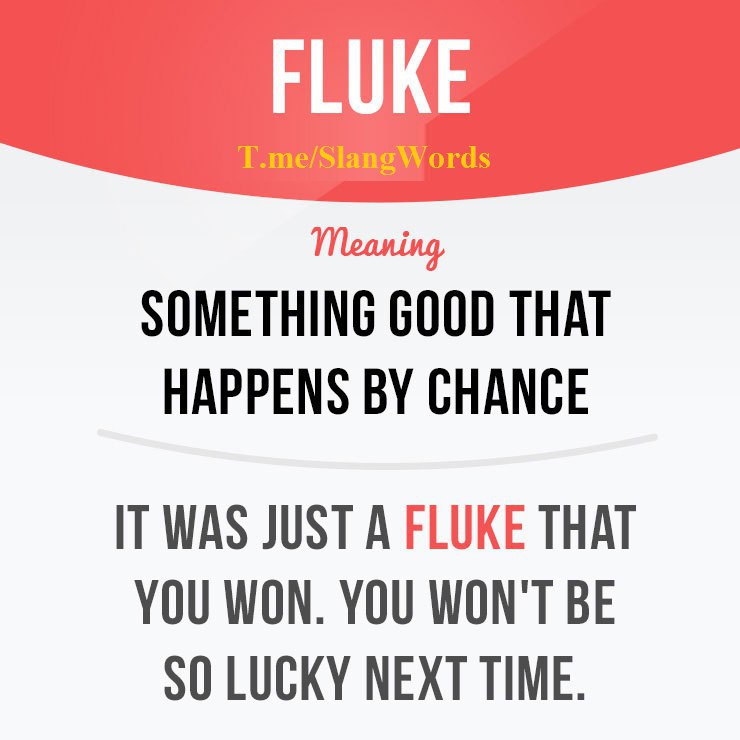 FLUKE
T.me/SlangWords
Meaning
SOMETHING GOOD THAT
HAPPENS BY CHANCE
IT WAS JUST A FLUKE THAT
YOU WON. YOU WON'T BE
SO LUCKY NEXT TIME.